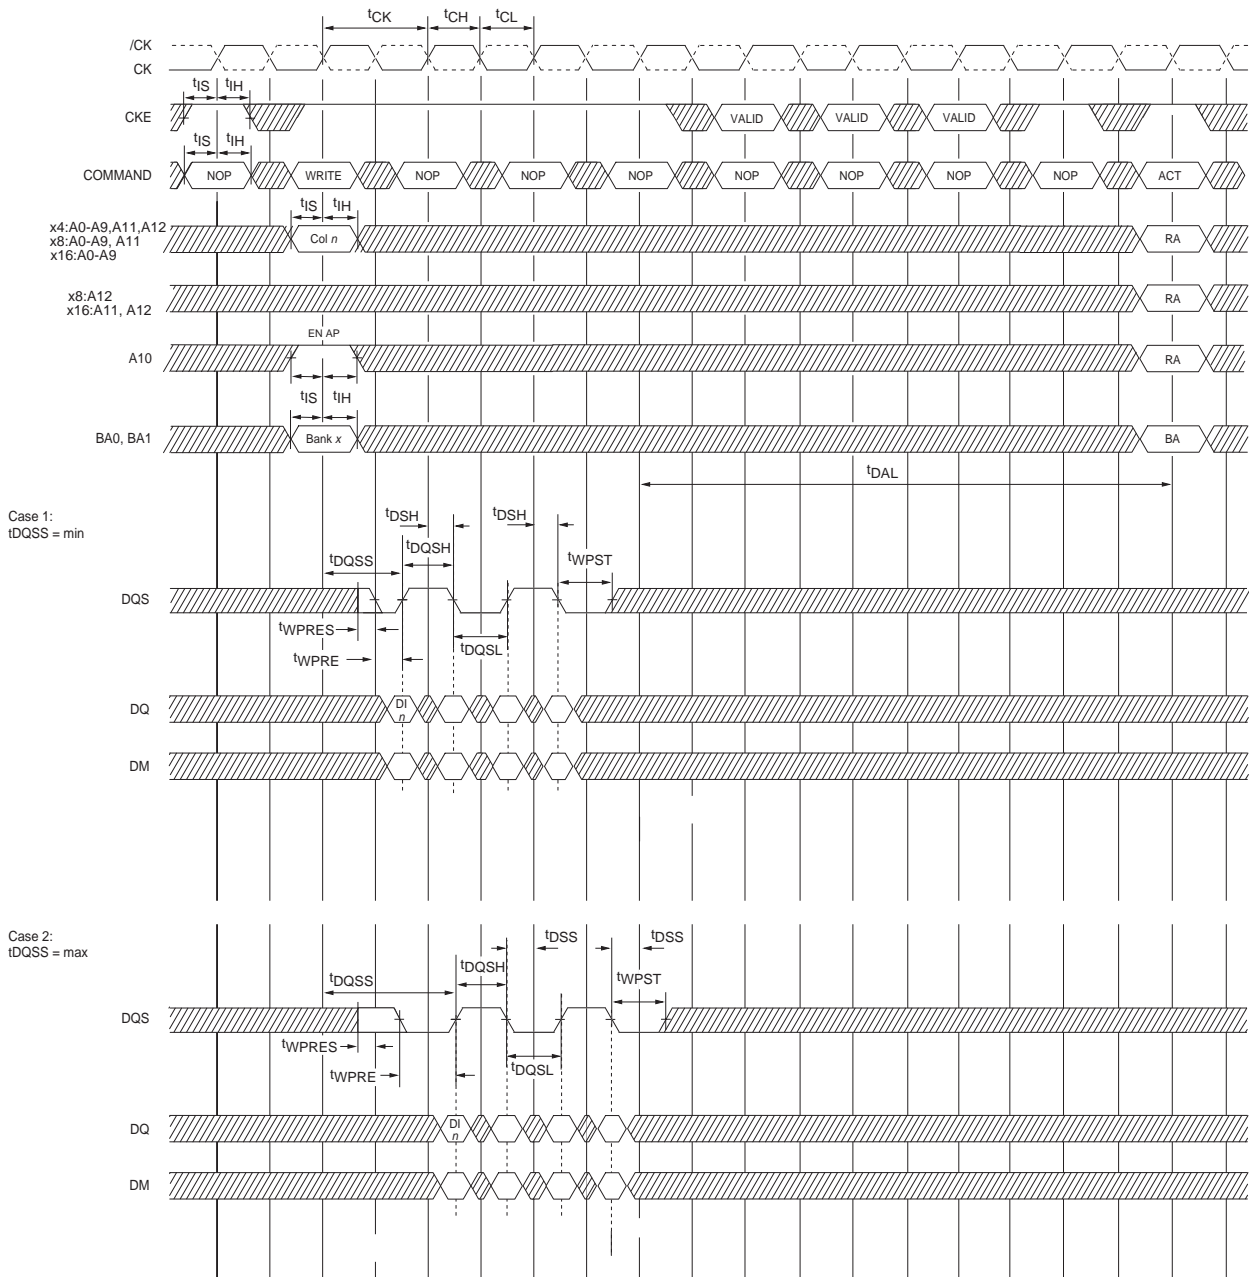 tCK tCH tCL
/CK
CK
tIS tIH
CKE VALID VALID VALID
tIS tIH
COMMAND NOP WRITE NOP NOP NOP NOP NOP NOP NOP ACT
tIS tIH
x4:A0-A9,A11,A12
x8:A0-A9, A11
x16:A0-A9
Col n RA
x8:A12
x16:A11, A12
RA
EN AP
A10 RA
tIS tIH
BA0, BA1 Bank x BA
tDAL
Case 1:
tDQSS = min
tDSH tDSH
tDQSH
tDQSS tWPST
DQS
tWPRES
tDQSL
tWPRE
DQ DI
n
DM
Case 2:
tDQSS = max
tDSS tDSS
tDQSH
tDQSS tWPST
DQS
tWPRES
tDQSL
tWPRE
DQ DI
n
DM